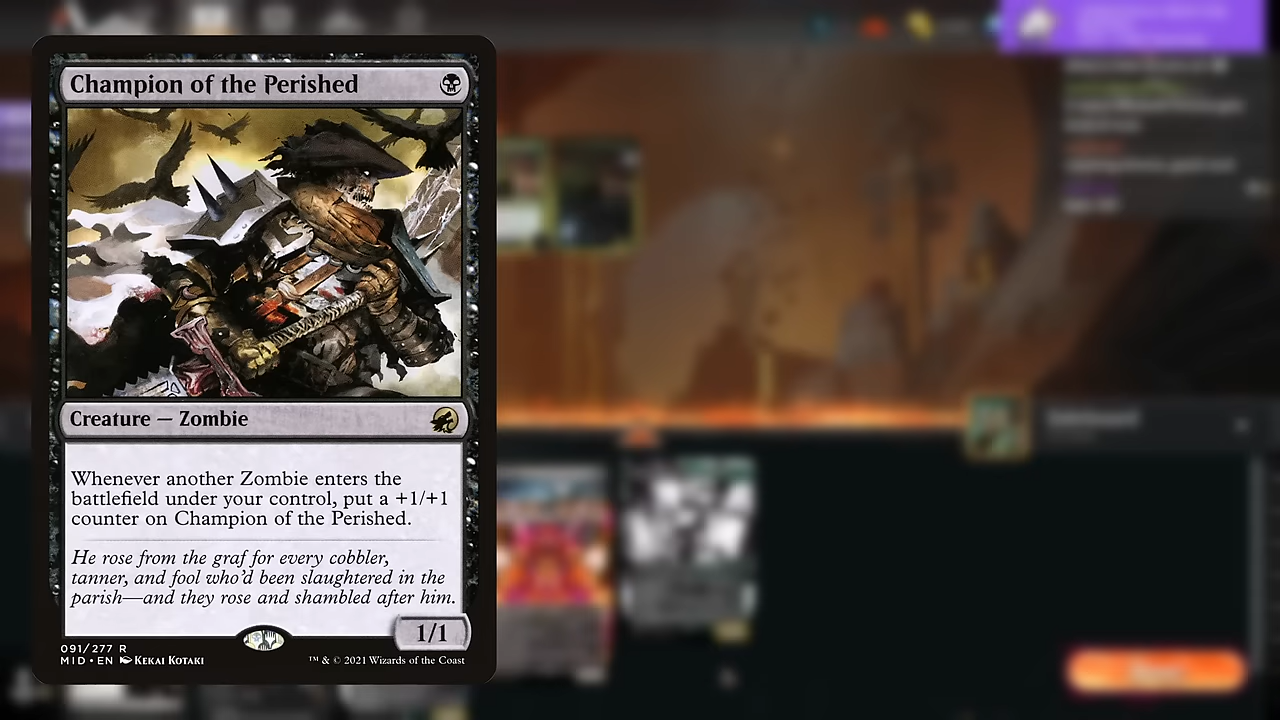 Champion of the Perished
Creature — Zombie
Whenever another Zombie enters the
battlefield under your control, put a +1/+1
counter on Champion of the Perished.
He rose from the graf for every cobbler,
tanner, and fool who'd been slaughtered in the
parish—and they rose and shambled after him.
1/1
091/277 R
MID • EN KEKAI KOTAKI
™ & © 2021 Wizards of the Coast